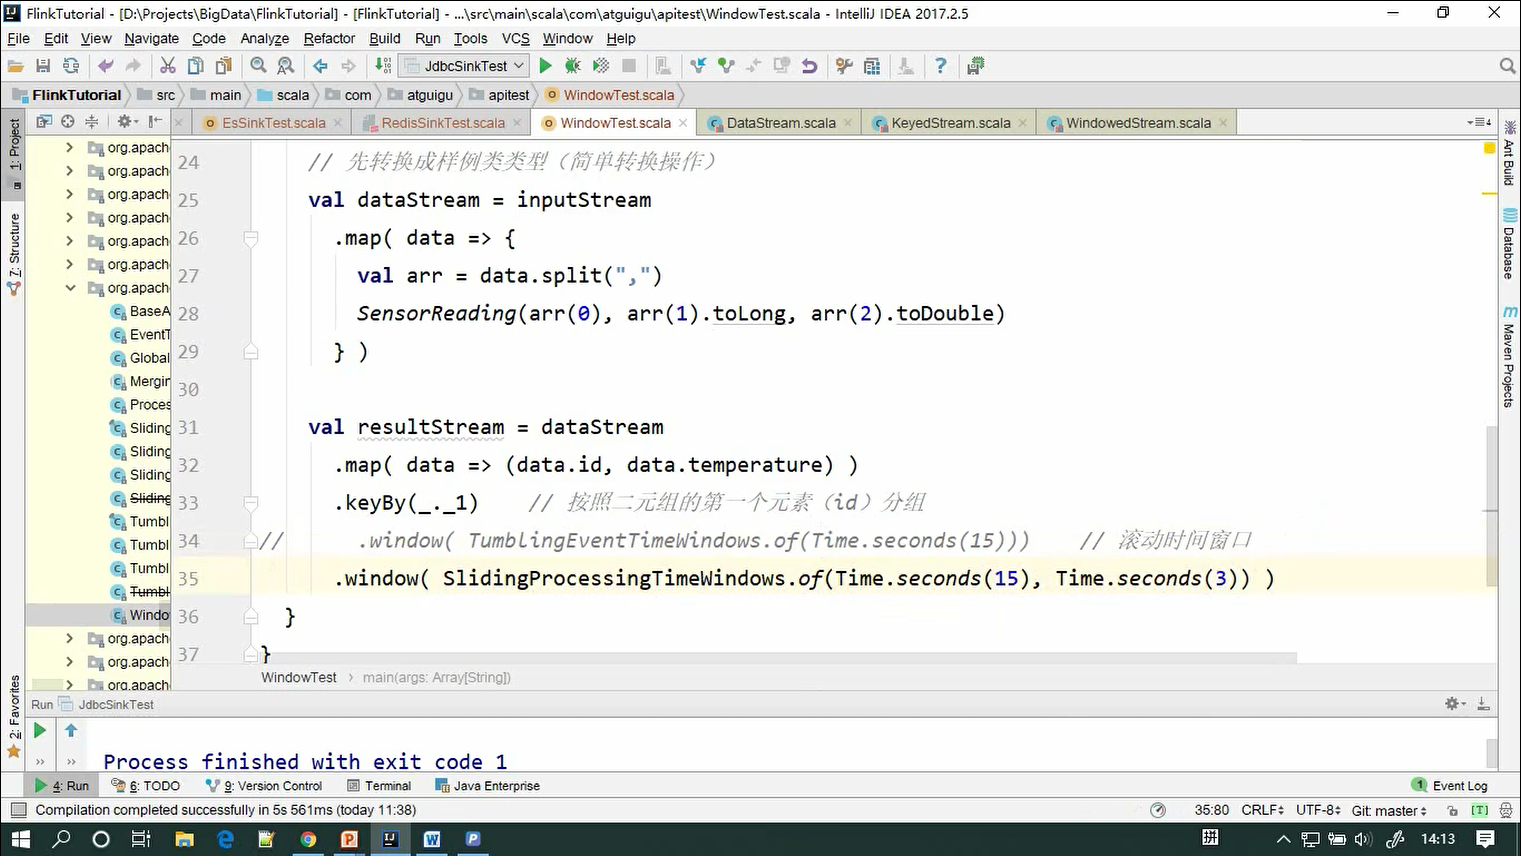 FlinkTutorial - [D:\Projects\BigData\FlinkTutorial] - [FlinkTutorial] - ...\src\main\scala\com\atguigu\apitest\WindowTest.scala - IntelliJ IDEA 2017.2.5
File Edit View Navigate Code Analyze Refactor Build Run Tools VCS Window Help
JdbcSinkTest
FlinkTutorial src main scala com atguigu apitest WindowTest.scala
EsSinkTest.scala RedisSinkTest.scala WindowTest.scala DataStream.scala KeyedStream.scala WindowedStream.scala
1: Project
7: Structure
2: Favorites
org.apach
org.apach
org.apach
org.apach
org.apach
org.apach
org.apach
BaseA
EventT
Global
Mergin
Proces
Sliding
Sliding
Sliding
Sliding
Tumbl
Tumbl
Tumbl
Tumbl
Windo
org.apach
org.apach
org.apach
24 // 先转换成样例类类型（简单转换操作）
25 val dataStream = inputStream
26 .map( data => {
27 val arr = data.split(",")
28 SensorReading(arr(0), arr(1).toLong, arr(2).toDouble)
29 } )
30
31 val resultStream = dataStream
32 .map( data => (data.id, data.temperature) )
33 .keyBy(_._1) // 按照二元组的第一个元素（id）分组
34 // .window( TumblingEventTimeWindows.of(Time.seconds(15))) // 滚动时间窗口
35 .window( SlidingProcessingTimeWindows.of(Time.seconds(15), Time.seconds(3)) )
36 }
37 }
WindowTest main(args: Array[String])
Ant Build
Database
Maven Projects
Run JdbcSinkTest
Process finished with exit code 1
4: Run 6: TODO 9: Version Control Terminal Java Enterprise 1 Event Log
Compilation completed successfully in 5s 561ms (today 11:38) 35:80 CRLF UTF-8 Git: master [T]
拼 14:13